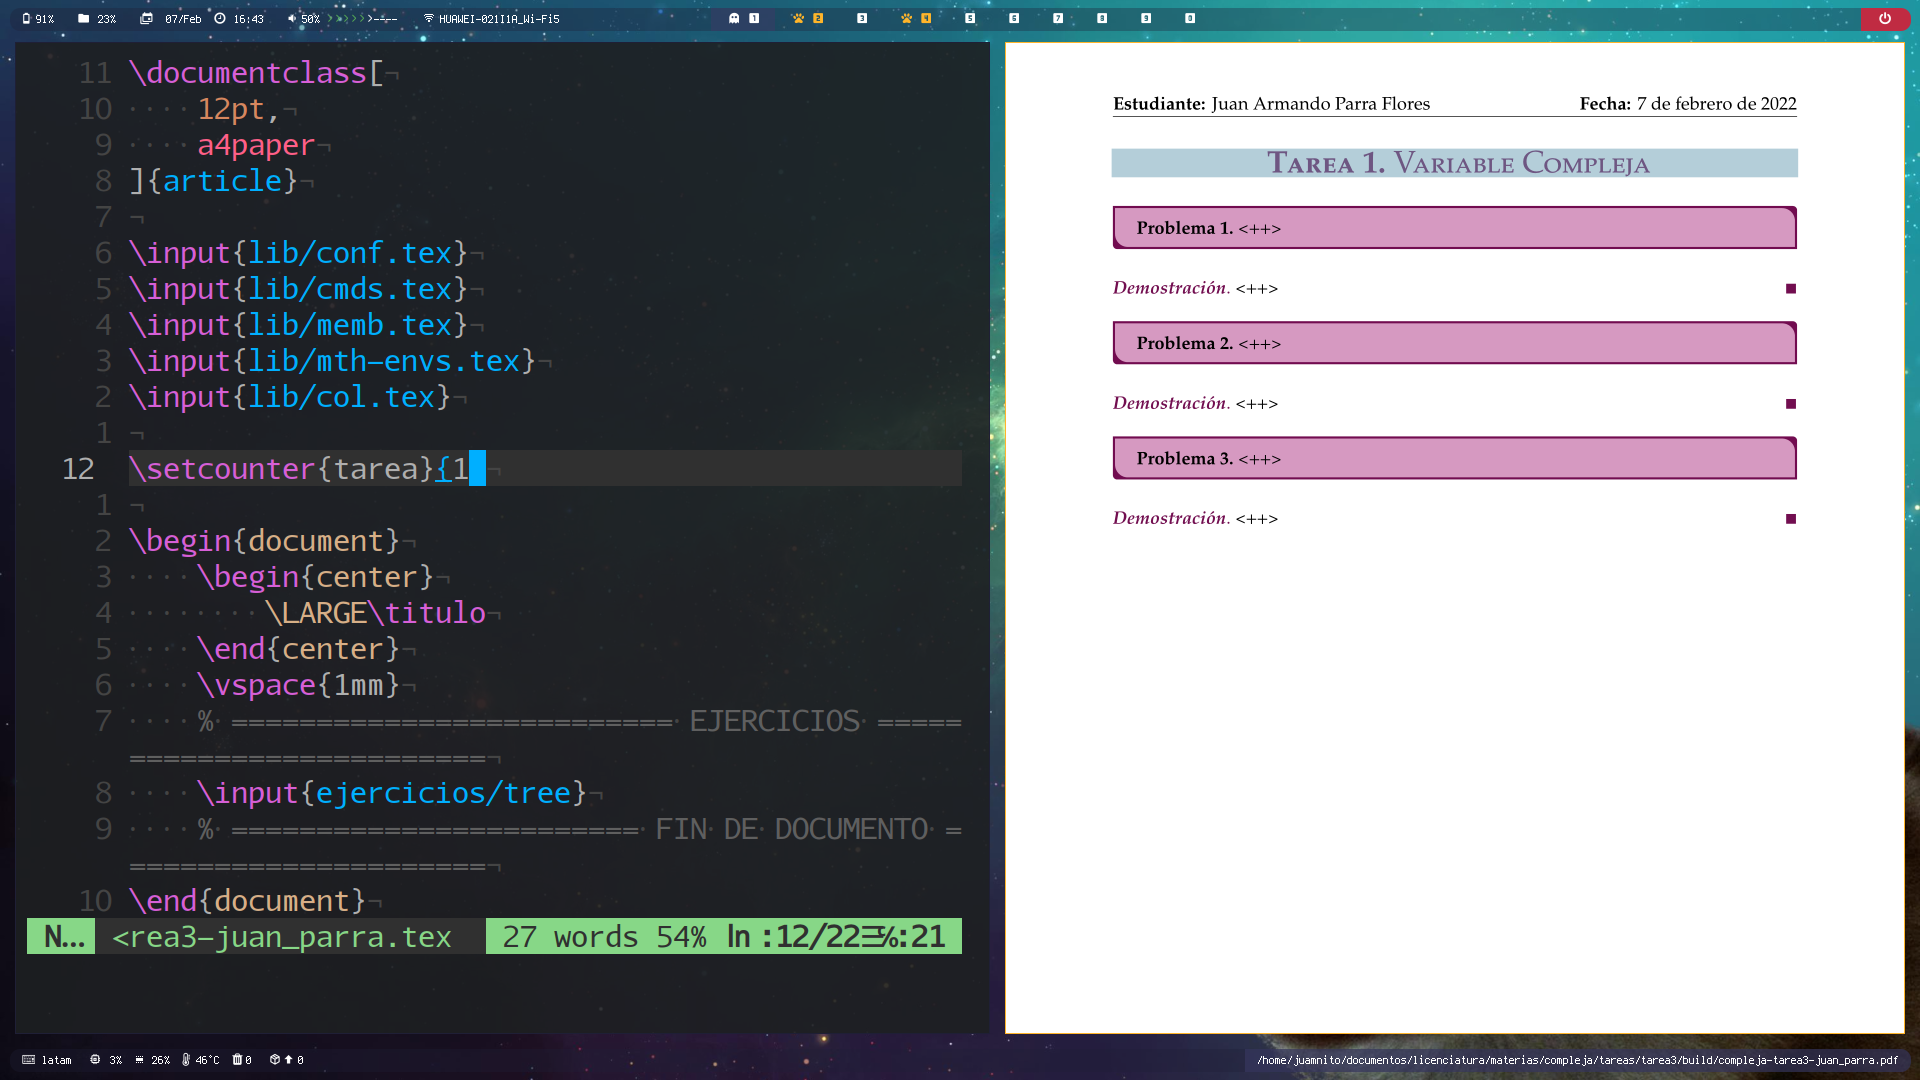 91% 23% 07/Feb 16:43 50% HUAWEI-021I1A_Wi-Fi5 1 2 3 4 5 6 7 8 9 0
11 \documentclass[¬
10 ····12pt,¬
9 ····a4paper¬
8 ]{article}¬
7 ¬
6 \input{lib/conf.tex}¬
5 \input{lib/cmds.tex}¬
4 \input{lib/memb.tex}¬
3 \input{lib/mth-envs.tex}¬
2 \input{lib/col.tex}¬
1 ¬
12 \setcounter{tarea}{1}¬
1 ¬
2 \begin{document}¬
3 ····\begin{center}¬
4 ········\LARGE\titulo¬
5 ····\end{center}¬
6 ····\vspace{1mm}¬
7 ····%·==========================·EJERCICIOS·=====
=====================¬
8 ····\input{ejercicios/tree}¬
9 ····%·========================·FIN·DE·DOCUMENTO·=
=====================¬
10 \end{document}¬
N... <rea3-juan_parra.tex 27 words 54% ln :12/22☰℅:21
Estudiante: Juan Armando Parra Flores Fecha: 7 de febrero de 2022
Tarea 1. Variable Compleja
Problema 1. <++>
Demostración. <++> ■
Problema 2. <++>
Demostración. <++> ■
Problema 3. <++>
Demostración. <++> ■
latam 3% 26% 46°C 0 0 /home/juamnito/documentos/licenciatura/materias/compleja/tareas/tarea3/build/compleja-tarea3-juan_parra.pdf